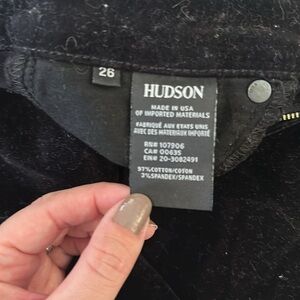 26
HUDSON
MADE IN USA
OF IMPORTED MATERIALS
FABRIQUÉ AUX ETATS UNIS
AVEC DES MATERIAUX IMPORTÉ
RN# 107906
CA# 00635
EIN# 20-3082491
97%COTTON/COTON
3%SPANDEX/SPANDEX